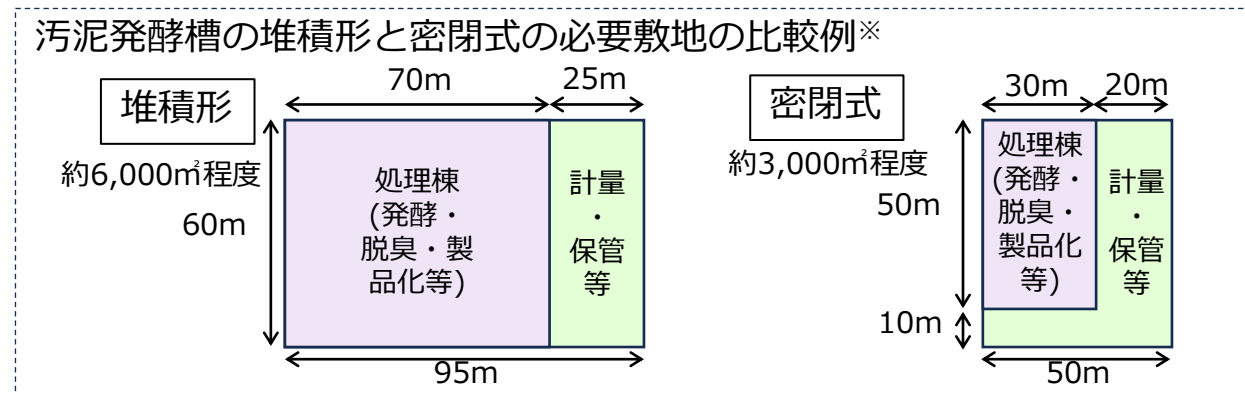 汚泥発酵槽の堆積形と密閉式の必要敷地の比較例※
堆積形
約6,000㎡程度
70m
25m
60m
処理棟
(発酵・
脱臭・製
品化等)
計量
・
保管
等
95m
密閉式
約3,000㎡程度
30m
20m
50m
10m
処理棟
(発酵・
脱臭・
製品化
等)
計量
・
保管
等
50m